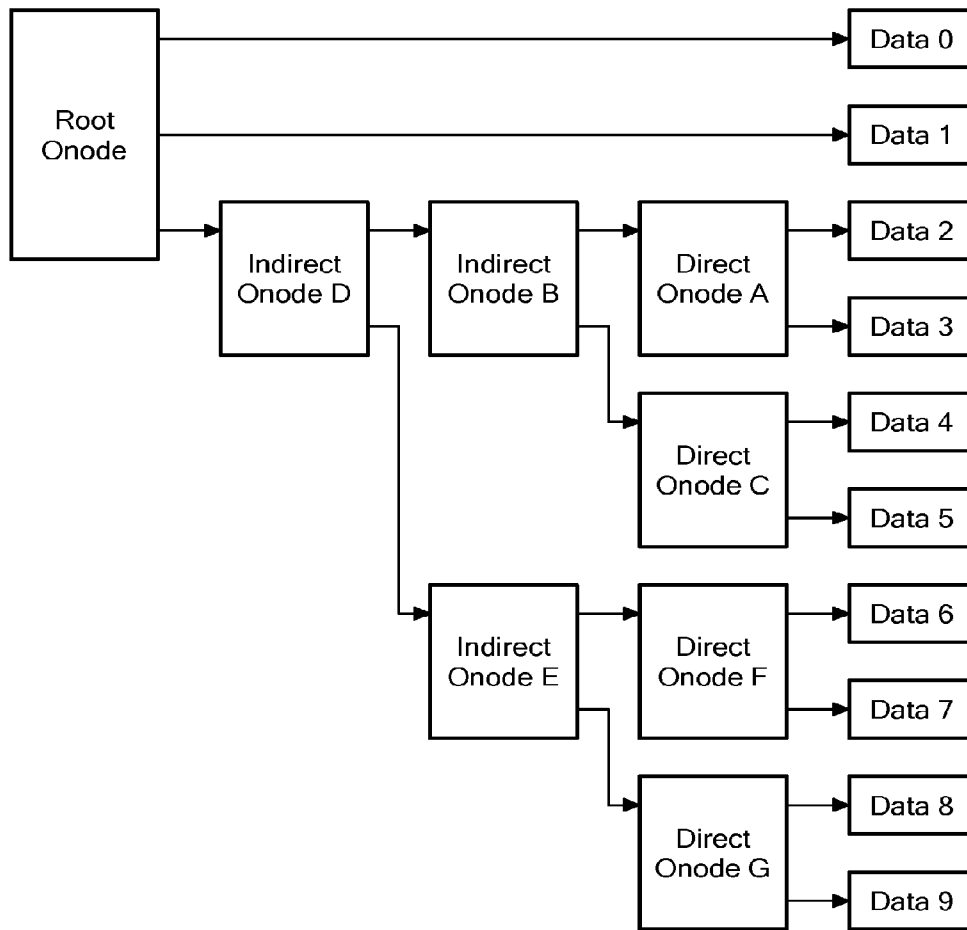 Data 0
Root
Onode
Data 1
Indirect
Onode D
Indirect
Onode B
Direct
Onode A
Data 2
Data 3
Direct
Onode C
Data 4
Data 5
Indirect
Onode E
Direct
Onode F
Data 6
Data 7
Direct
Onode G
Data 8
Data 9